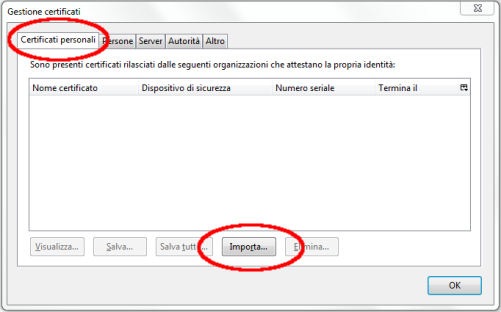 Gestione certificati
Certificati personali Persone Server Autorità Altro
Sono presenti certificati rilasciati dalle seguenti organizzazioni che attestano la propria identità:
Nome certificato Dispositivo di sicurezza Numero seriale Termina il
Visualizza... Salva... Salva tutti... Importa... Elimina...
OK